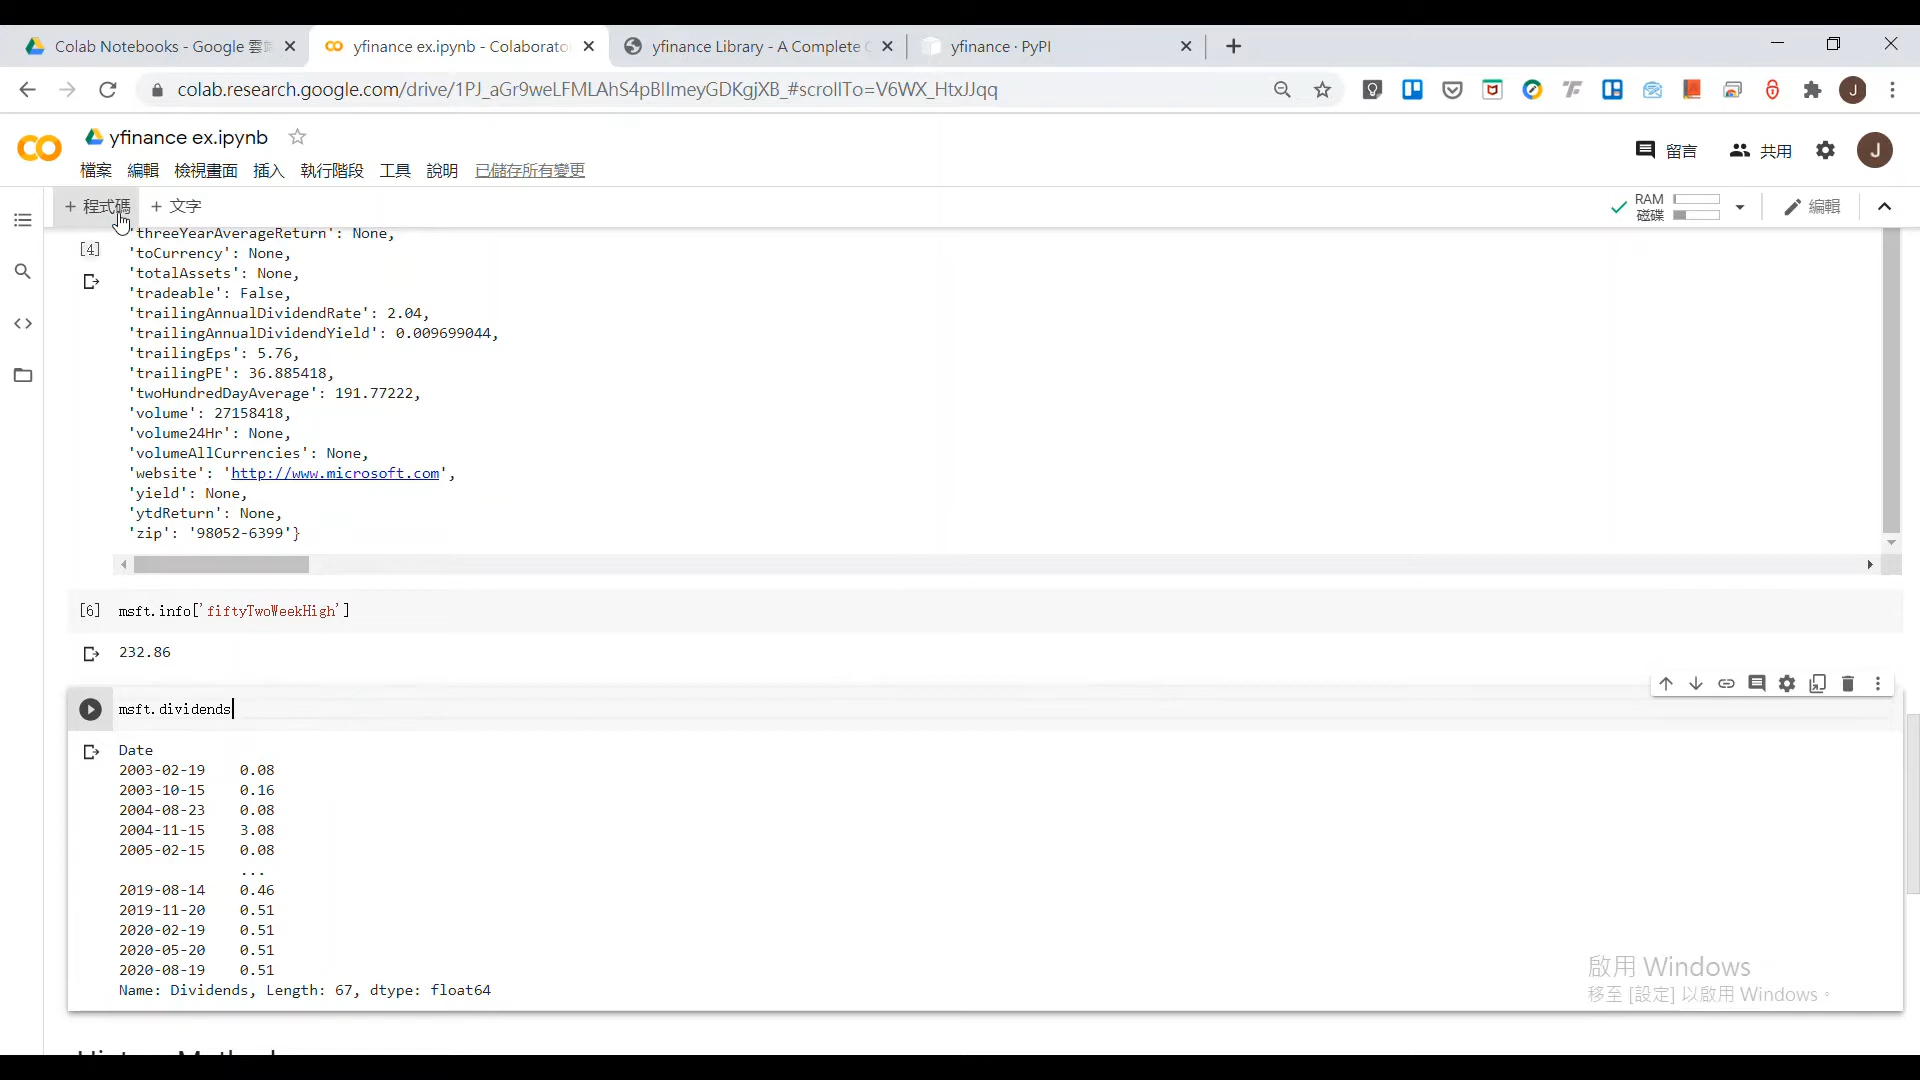 Colab Notebooks - Google 雲
yfinance ex.ipynb - Colaborato
yfinance Library - A Complete
yfinance · PyPI
colab.research.google.com/drive/1PJ_aGr9weLFMLAhS4pBIlmeyGDKgjXB_#scrollTo=V6WX_HtxJJqq
J
CO
yfinance ex.ipynb
留言
共用
J
檔案 編輯 檢視畫面 插入 執行階段 工具 說明 已儲存所有變更
+ 程式碼 + 文字
RAM
磁碟
編輯
'threeYearAverageReturn': None,
[4]
'toCurrency': None,
'totalAssets': None,
'tradeable': False,
'trailingAnnualDividendRate': 2.04,
'trailingAnnualDividendYield': 0.009699044,
'trailingEps': 5.76,
'trailingPE': 36.885418,
'twoHundredDayAverage': 191.77222,
'volume': 27158418,
'volume24Hr': None,
'volumeAllCurrencies': None,
'website': 'http://www.microsoft.com',
'yield': None,
'ytdReturn': None,
'zip': '98052-6399'}
[6] msft.info['fiftyTwoWeekHigh']
232.86
msft.dividends
Date
2003-02-19 0.08
2003-10-15 0.16
2004-08-23 0.08
2004-11-15 3.08
2005-02-15 0.08
...
2019-08-14 0.46
2019-11-20 0.51
2020-02-19 0.51
2020-05-20 0.51
2020-08-19 0.51
Name: Dividends, Length: 67, dtype: float64
啟用 Windows
移至 [設定] 以啟用 Windows。